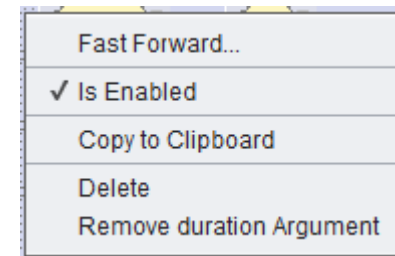 Fast Forward...
Is Enabled
Copy to Clipboard
Delete
Remove duration Argument